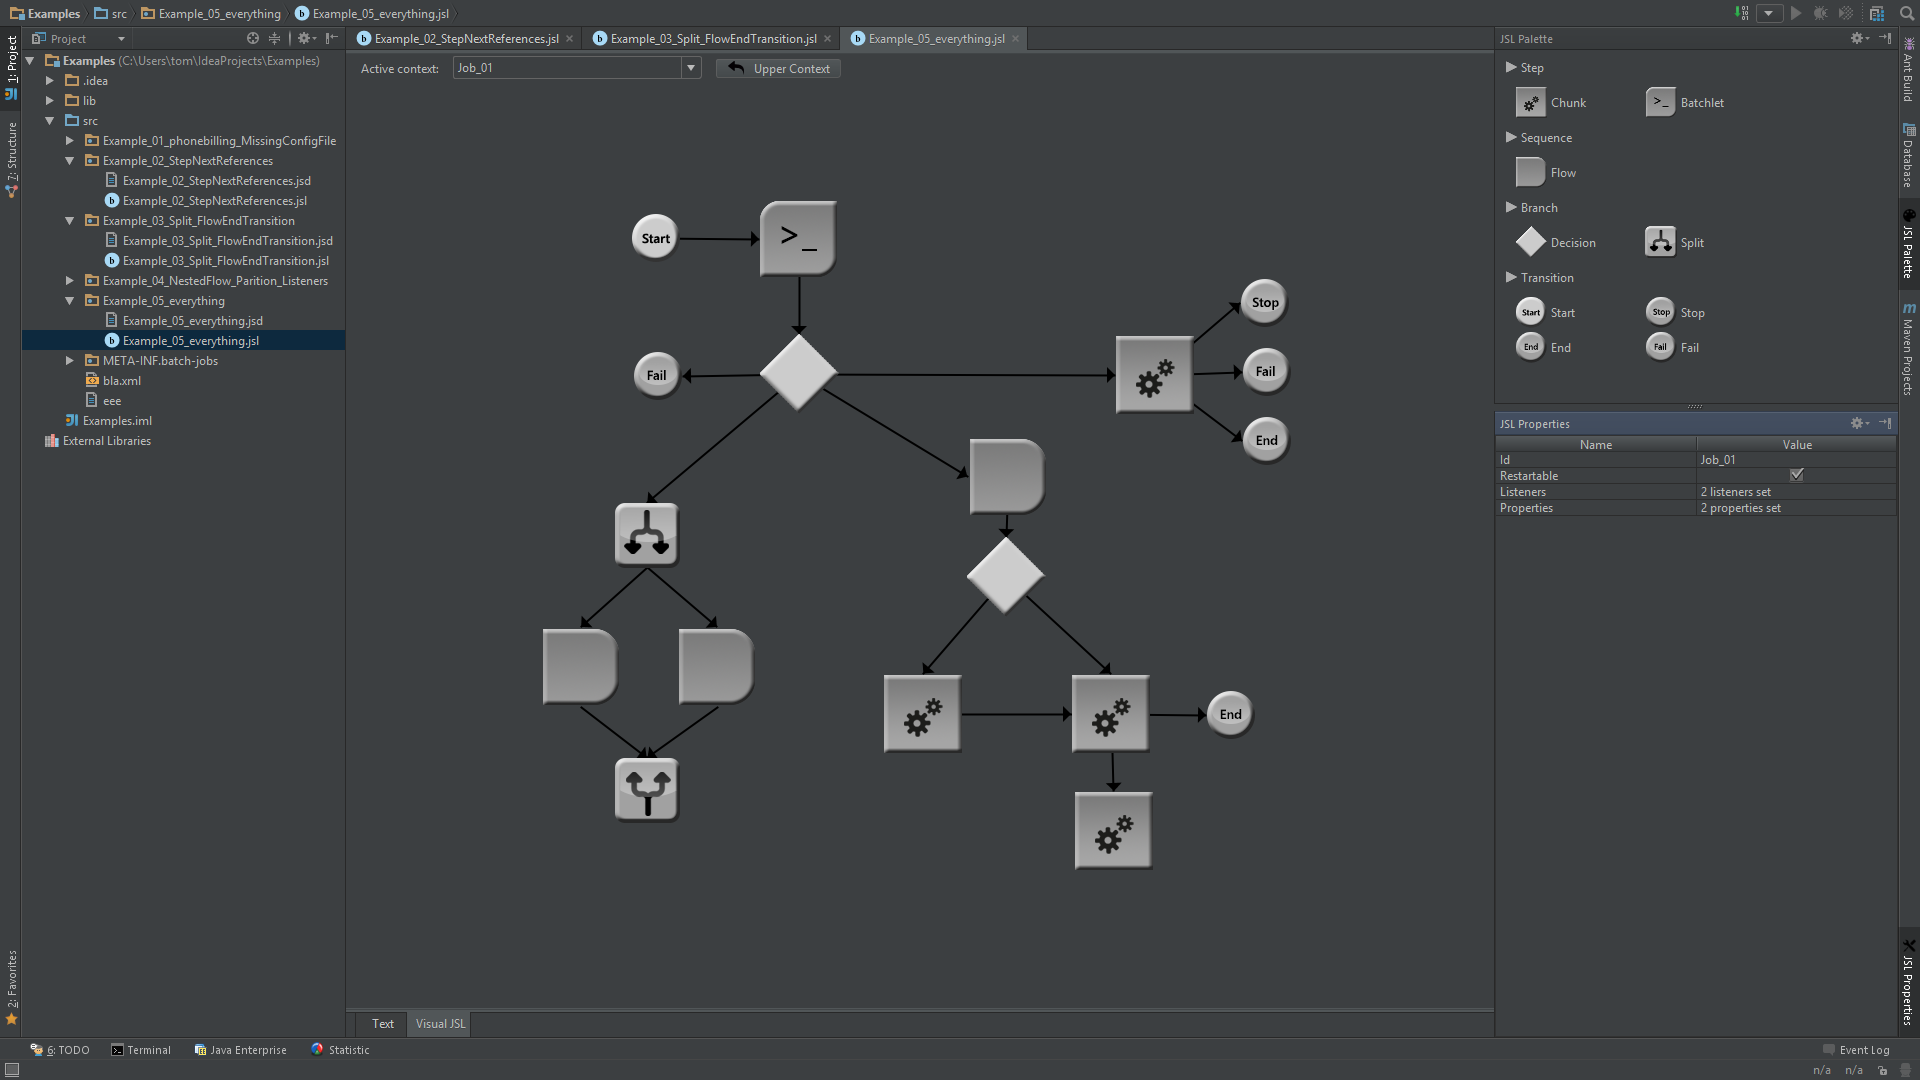 Examples src Example_05_everything Example_05_everything.jsl
1: Project
7: Structure
2: Favorites
Project
Examples (C:\Users\tom\IdeaProjects\Examples)
.idea
lib
src
Example_01_phonebilling_MissingConfigFile
Example_02_StepNextReferences
Example_02_StepNextReferences.jsd
Example_02_StepNextReferences.jsl
Example_03_Split_FlowEndTransition
Example_03_Split_FlowEndTransition.jsd
Example_03_Split_FlowEndTransition.jsl
Example_04_NestedFlow_Parition_Listeners
Example_05_everything
Example_05_everything.jsd
Example_05_everything.jsl
META-INF.batch-jobs
bla.xml
eee
Examples.iml
External Libraries
Example_02_StepNextReferences.jsl Example_03_Split_FlowEndTransition.jsl Example_05_everything.jsl
Active context: Job_01 Upper Context
Start
>_
Stop
Fail
Fail
End
End
Text Visual JSL
JSL Palette
Step
Chunk >_ Batchlet
Sequence
Flow
Branch
Decision Split
Transition
Start Start Stop Stop
End End Fail Fail
JSL Properties
Name Value
Id Job_01
Restartable
Listeners 2 listeners set
Properties 2 properties set
Ant Build
Database
JSL Palette
m Maven Projects
JSL Properties
6: TODO Terminal Java Enterprise Statistic Event Log
n/a n/a